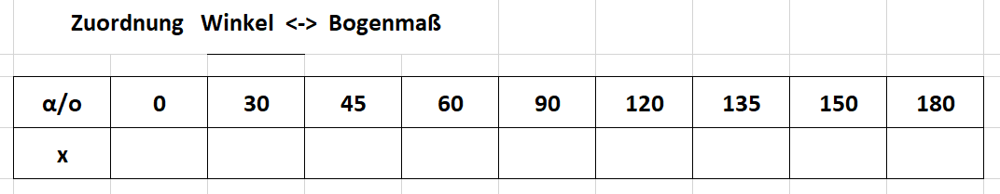 Zuordnung Winkel <-> Bogenmaß
α/o 0 30 45 60 90 120 135 150 180
x